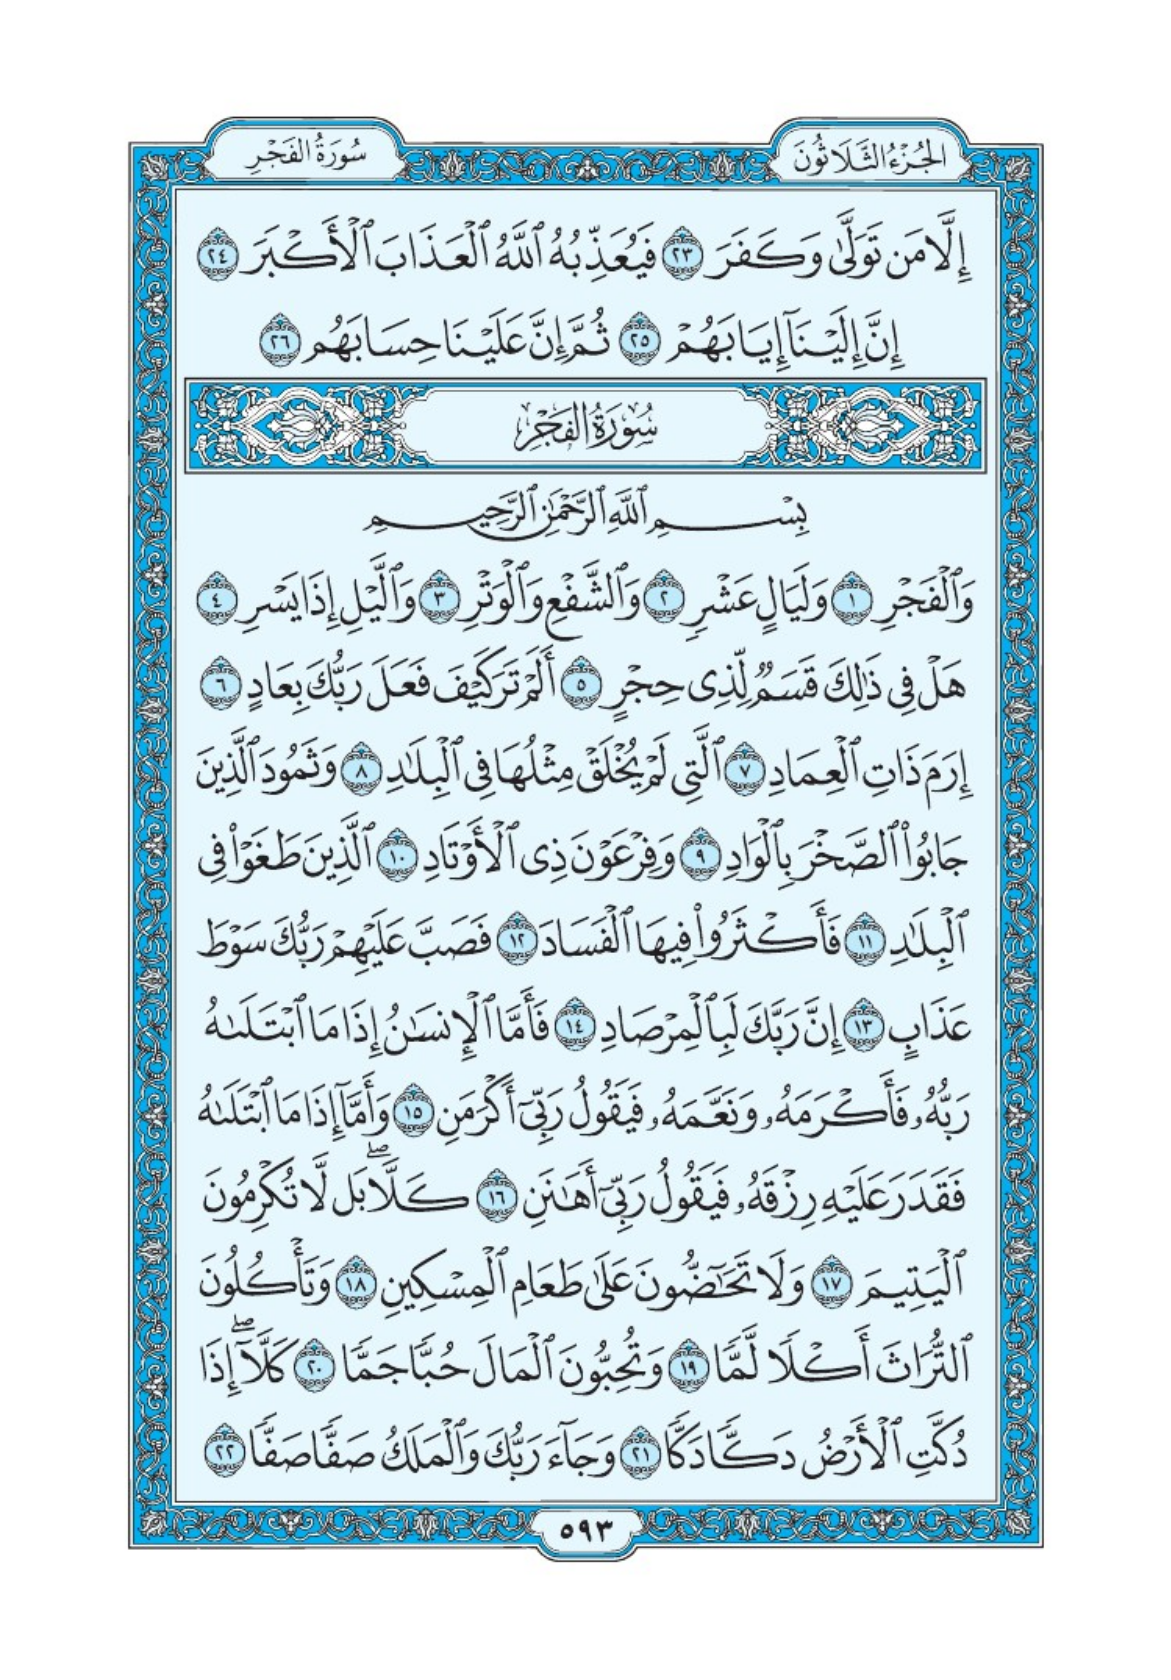 الجُزْءُ الثَّلَاثُونَ
سُورَةُ الفَجْرِ
إِلَّا مَن تَوَلَّىٰ وَكَفَرَ ٢٣ فَيُعَذِّبُهُ ٱللَّهُ ٱلْعَذَابَ ٱلْأَكْبَرَ ٢٤
إِنَّ إِلَيْنَآ إِيَابَهُمْ ٢٥ ثُمَّ إِنَّ عَلَيْنَا حِسَابَهُم ٢٦
سُورَةُ الفَجْرِ
بِسْمِ ٱللَّهِ ٱلرَّحْمَٰنِ ٱلرَّحِيمِ
وَٱلْفَجْرِ ١ وَلَيَالٍ عَشْرٍ ٢ وَٱلشَّفْعِ وَٱلْوَتْرِ ٣ وَٱلَّيْلِ إِذَا يَسْرِ ٤
هَلْ فِى ذَٰلِكَ قَسَمٌ لِّذِى حِجْرٍ ٥ أَلَمْ تَرَ كَيْفَ فَعَلَ رَبُّكَ بِعَادٍ ٦
إِرَمَ ذَاتِ ٱلْعِمَادِ ٧ ٱلَّتِى لَمْ يُخْلَقْ مِثْلُهَا فِى ٱلْبِلَٰدِ ٨ وَثَمُودَ ٱلَّذِينَ
جَابُوا۟ ٱلصَّخْرَ بِٱلْوَادِ ٩ وَفِرْعَوْنَ ذِى ٱلْأَوْتَادِ ١٠ ٱلَّذِينَ طَغَوْا۟ فِى
ٱلْبِلَٰدِ ١١ فَأَكْثَرُوا۟ فِيهَا ٱلْفَسَادَ ١٢ فَصَبَّ عَلَيْهِمْ رَبُّكَ سَوْطَ
عَذَابٍ ١٣ إِنَّ رَبَّكَ لَبِٱلْمِرْصَادِ ١٤ فَأَمَّا ٱلْإِنسَٰنُ إِذَا مَا ٱبْتَلَىٰهُ
رَبُّهُۥ فَأَكْرَمَهُۥ وَنَعَّمَهُۥ فَيَقُولُ رَبِّىٓ أَكْرَمَنِ ١٥ وَأَمَّآ إِذَا مَا ٱبْتَلَىٰهُ
فَقَدَرَ عَلَيْهِ رِزْقَهُۥ فَيَقُولُ رَبِّىٓ أَهَٰنَنِ ١٦ كَلَّاۖ بَل لَّا تُكْرِمُونَ
ٱلْيَتِيمَ ١٧ وَلَا تَحَٰٓضُّونَ عَلَىٰ طَعَامِ ٱلْمِسْكِينِ ١٨ وَتَأْكُلُونَ
ٱلتُّرَاثَ أَكْلًا لَّمًّا ١٩ وَتُحِبُّونَ ٱلْمَالَ حُبًّا جَمًّا ٢٠ كَلَّآۖ إِذَا
دُكَّتِ ٱلْأَرْضُ دَكًّا دَكًّا ٢١ وَجَآءَ رَبُّكَ وَٱلْمَلَكُ صَفًّا صَفًّا ٢٢
٥٩٣